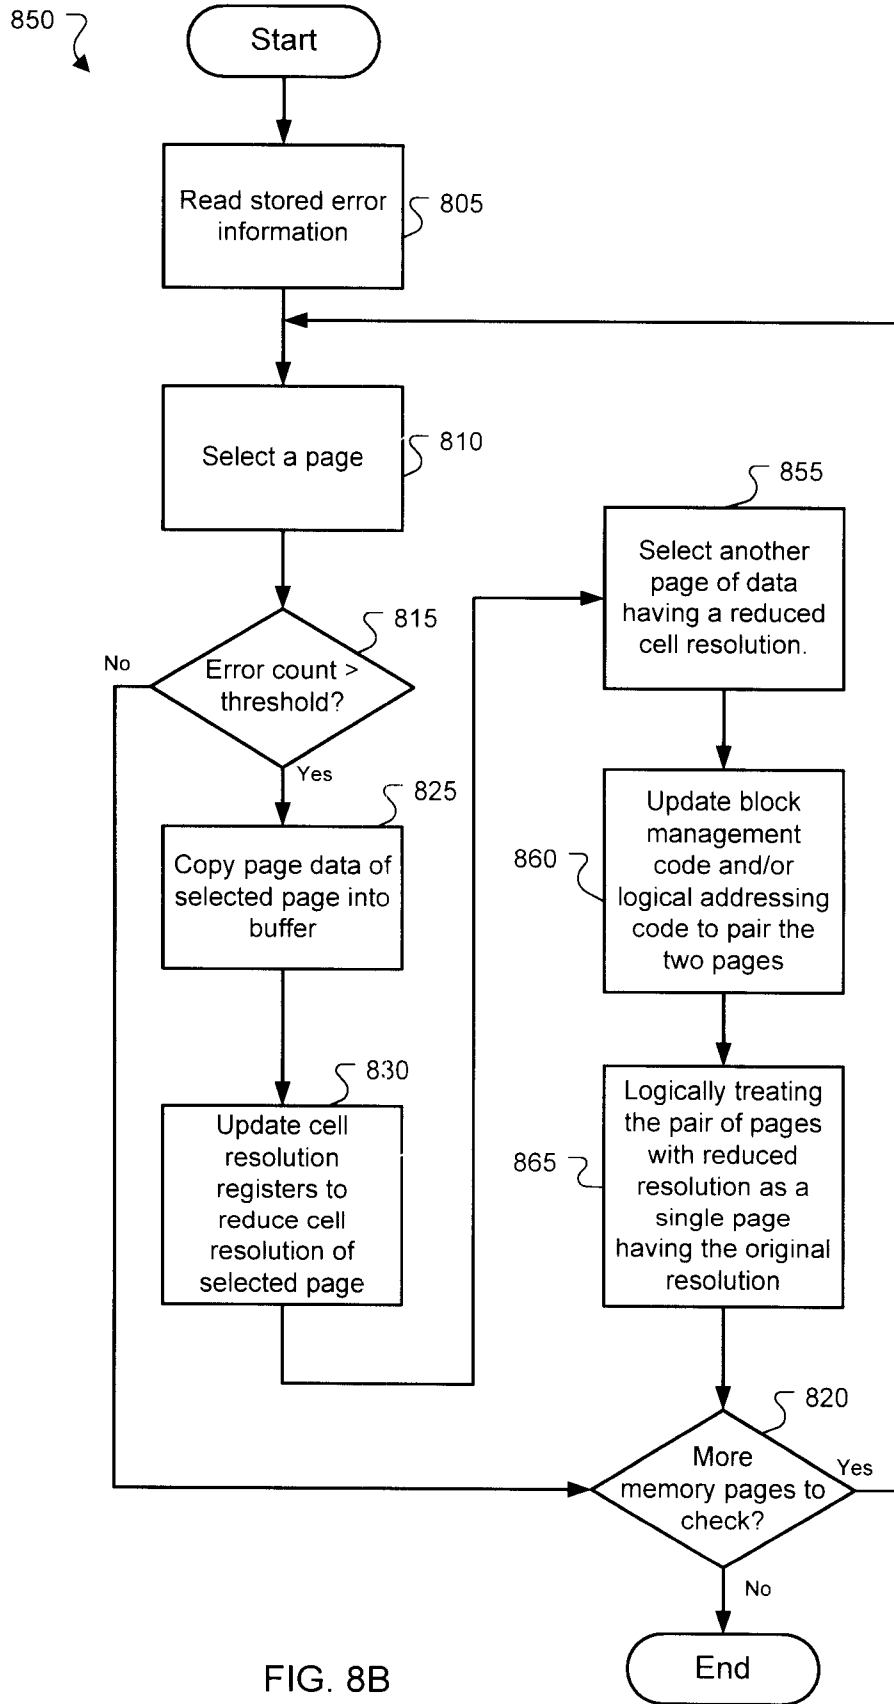 850
Start
Read stored error
information
805
Select a page
810
Error count >
threshold?
815
No
Yes
Copy page data of
selected page into
buffer
825
Update cell
resolution
registers to
reduce cell
resolution of
selected page
830
855
Select another
page of data
having a reduced
cell resolution.
860
Update block
management
code and/or
logical addressing
code to pair the
two pages
865
Logically treating
the pair of pages
with reduced
resolution as a
single page
having the original
resolution
820
More
memory pages to
check?
Yes
No
End
FIG. 8B